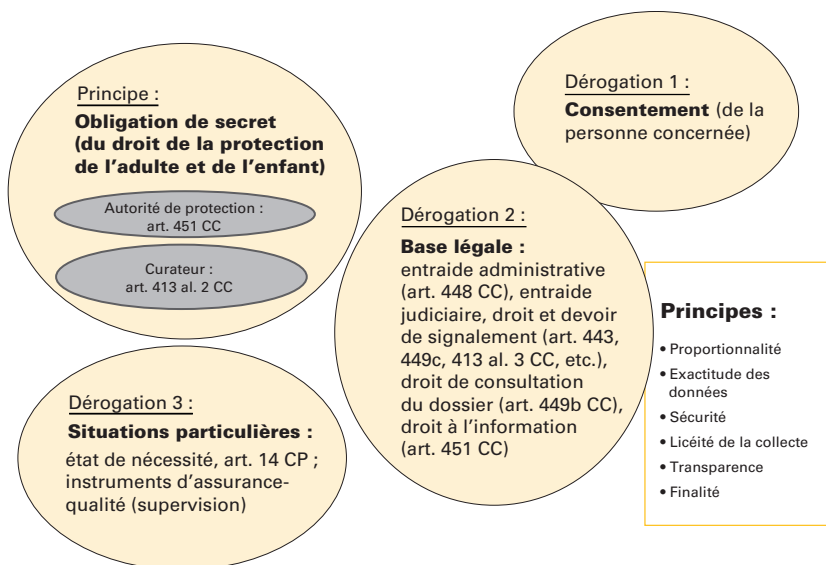 Principe :
Obligation de secret
(du droit de la protection
de l'adulte et de l'enfant)
Autorité de protection :
art. 451 CC
Curateur :
art. 413 al. 2 CC
Dérogation 1 :
Consentement (de la
personne concernée)
Dérogation 2 :
Base légale :
entraide administrative
(art. 448 CC), entraide
judiciaire, droit et devoir
de signalement (art. 443,
449c, 413 al. 3 CC, etc.),
droit de consultation
du dossier (art. 449b CC),
droit à l'information
(art. 451 CC)
Dérogation 3 :
Situations particulières :
état de nécessité, art. 14 CP ;
instruments d'assurance-
qualité (supervision)
Principes :
• Proportionnalité
• Exactitude des
données
• Sécurité
• Licéité de la collecte
• Transparence
• Finalité